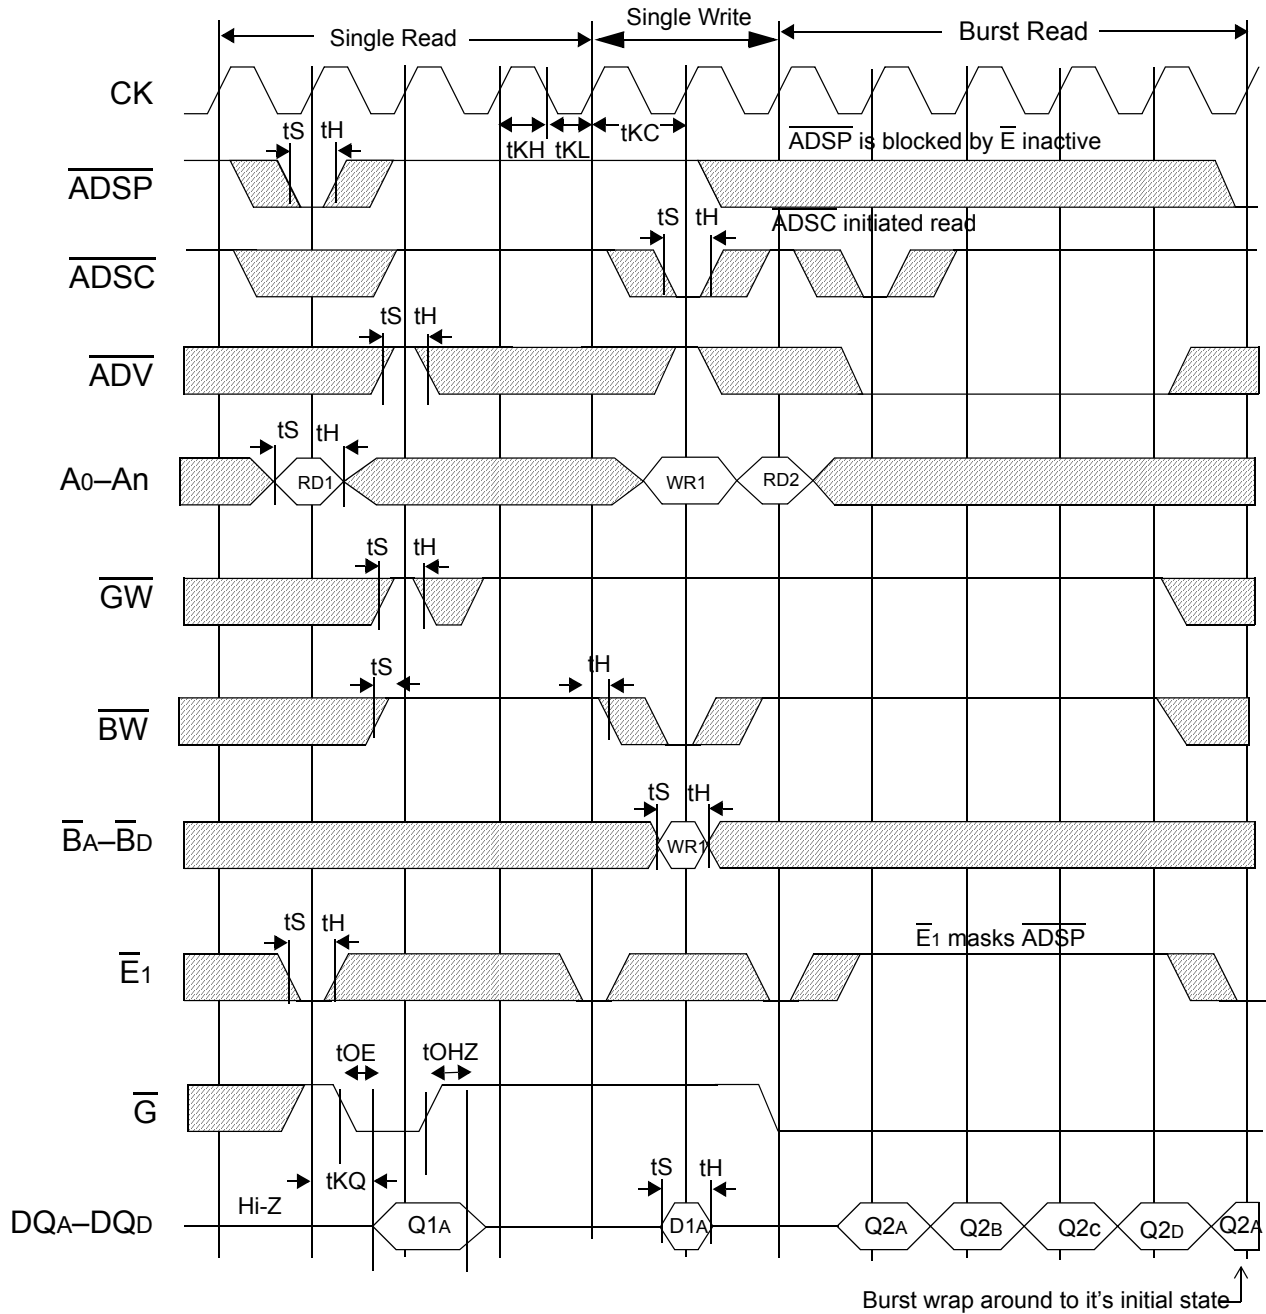 Single Read
Single Write
Burst Read
CK
tS
tH
tKH
tKL
tKC
ADSP is blocked by E inactive
ADSP
tS
tH
ADSC initiated read
ADSC
tS
tH
ADV
tS
tH
A0–An
RD1
WR1
RD2
tS
tH
GW
tS
tH
BW
tS
tH
BA–BD
WR1
tS
tH
E1 masks ADSP
E1
tOE
tOHZ
G
tKQ
tS
tH
Hi-Z
DQA–DQD
Q1A
D1A
Q2A
Q2B
Q2C
Q2D
Q2A
Burst wrap around to it's initial state